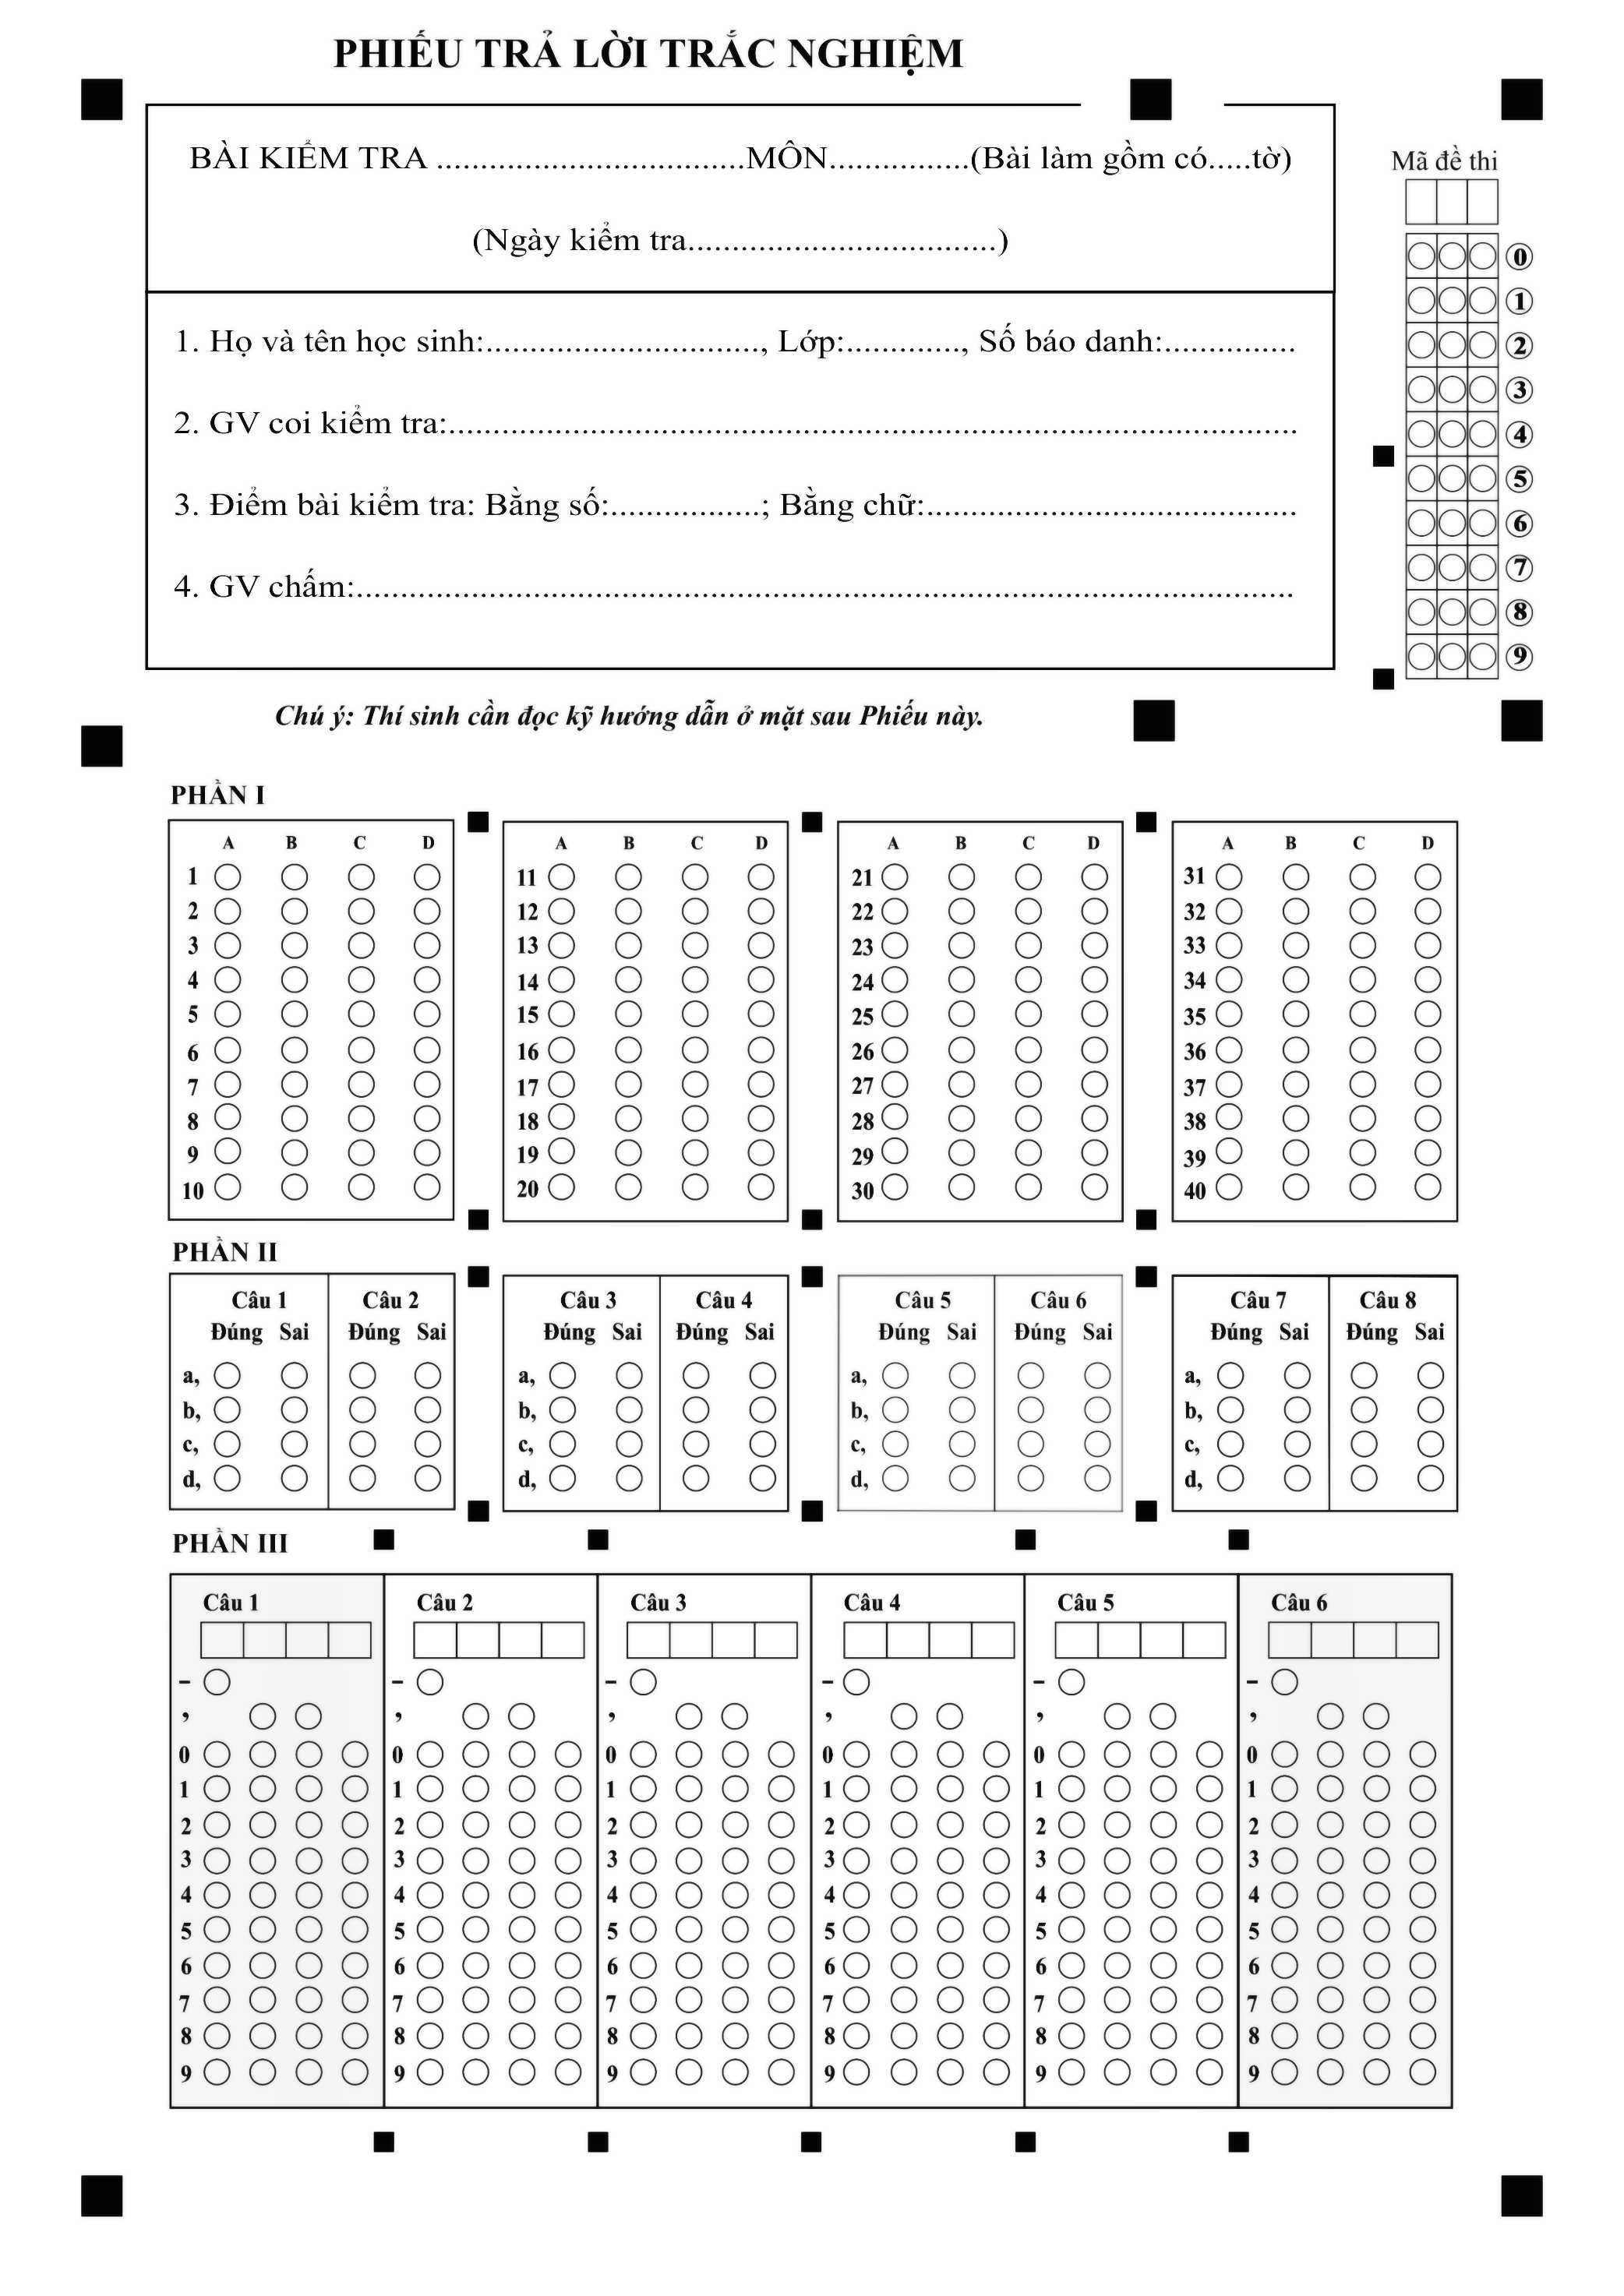 PHIẾU TRẢ LỜI TRẮC NGHIỆM
BÀI KIỂM TRA ...................................MÔN................(Bài làm gồm có.....tờ)
(Ngày kiểm tra...................................)
Mã đề thi
0
1
2
3
4
5
6
7
8
9
1. Họ và tên học sinh:..............................., Lớp:............., Số báo danh:...............
2. GV coi kiểm tra:................................................................................................
3. Điểm bài kiểm tra: Bằng số:.................; Bằng chữ:..........................................
4. GV chấm:..........................................................................................................
Chú ý: Thí sinh cần đọc kỹ hướng dẫn ở mặt sau Phiếu này.
PHẦN I
A B C D A B C D A B C D A B C D
1 11 21 31
2 12 22 32
3 13 23 33
4 14 24 34
5 15 25 35
6 16 26 36
7 17 27 37
8 18 28 38
9 19 29 39
10 20 30 40
PHẦN II
Câu 1 Câu 2 Câu 3 Câu 4 Câu 5 Câu 6 Câu 7 Câu 8
Đúng Sai Đúng Sai Đúng Sai Đúng Sai Đúng Sai Đúng Sai Đúng Sai Đúng Sai
a, a, a, a,
b, b, b, b,
c, c, c, c,
d, d, d, d,
PHẦN III
Câu 1 Câu 2 Câu 3 Câu 4 Câu 5 Câu 6
- - - - - -
, , , , , ,
0 0 0 0 0 0
1 1 1 1 1 1
2 2 2 2 2 2
3 3 3 3 3 3
4 4 4 4 4 4
5 5 5 5 5 5
6 6 6 6 6 6
7 7 7 7 7 7
8 8 8 8 8 8
9 9 9 9 9 9